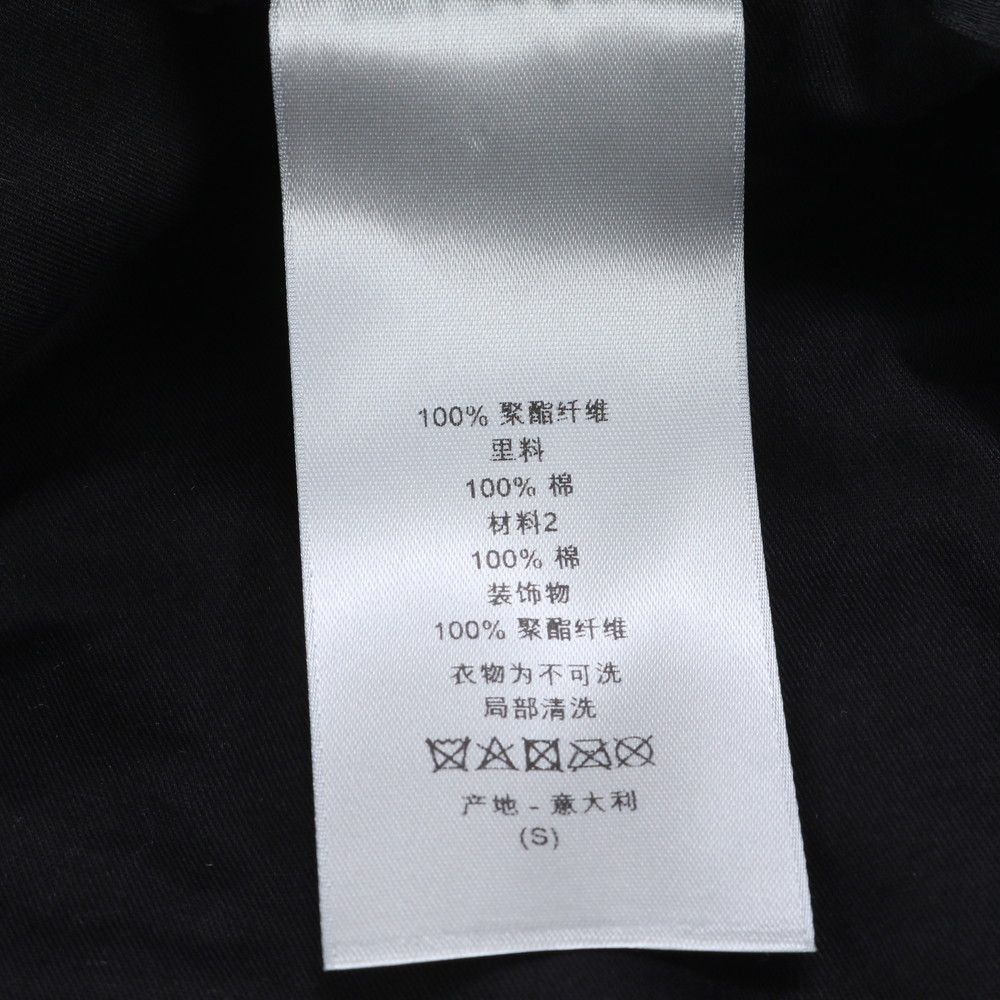 100% 聚酯纤维
里料
100% 棉
材料2
100% 棉
装饰物
100% 聚酯纤维
衣物为不可洗
局部清洗
产地 - 意大利
(S)